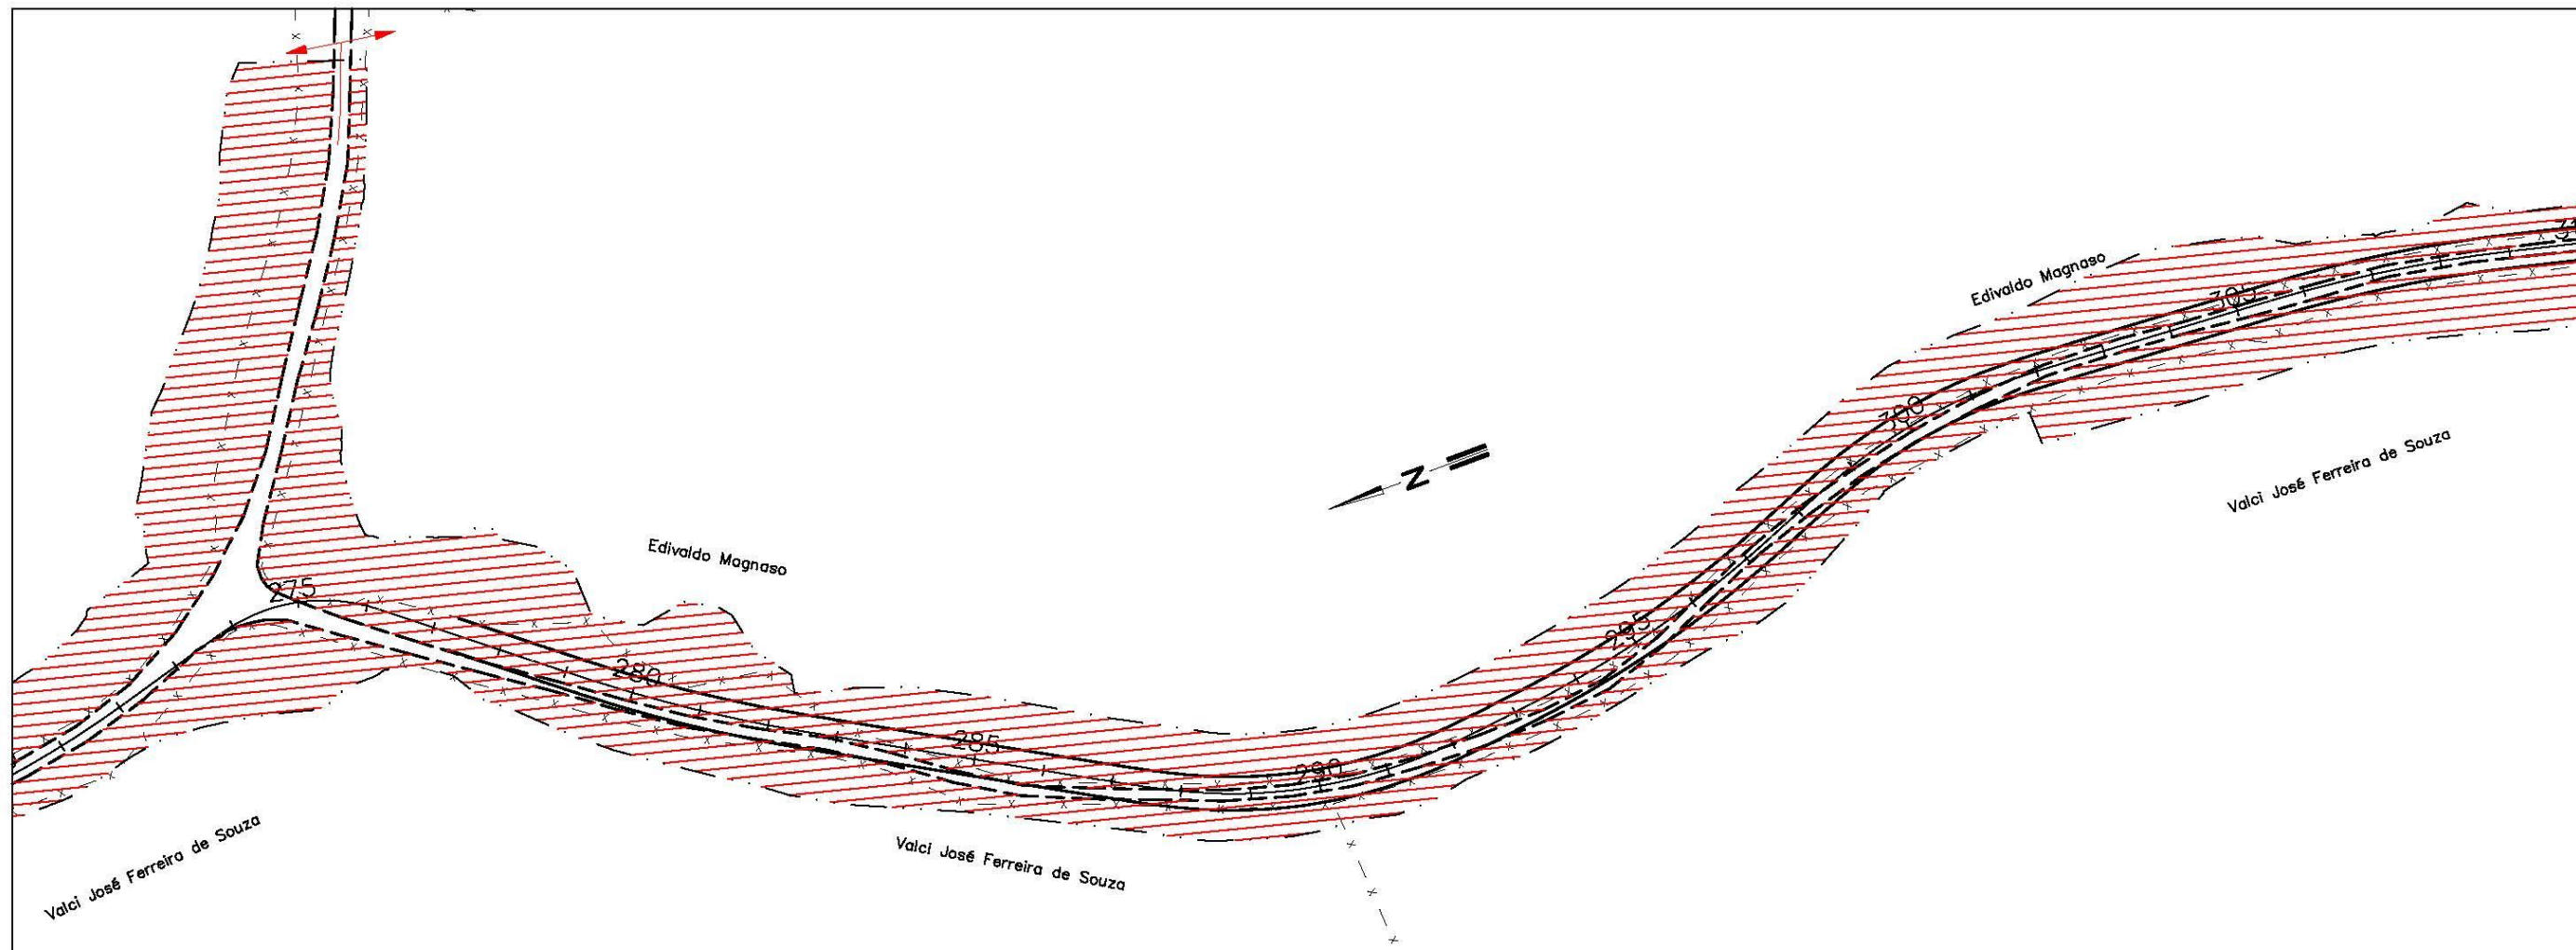 Edivaldo Magnaso
305
300
Valci José Ferreira de Souza
N
Edivaldo Magnaso
275
295
280
285
290
Valci José Ferreira de Souza
Valci José Ferreira de Souza